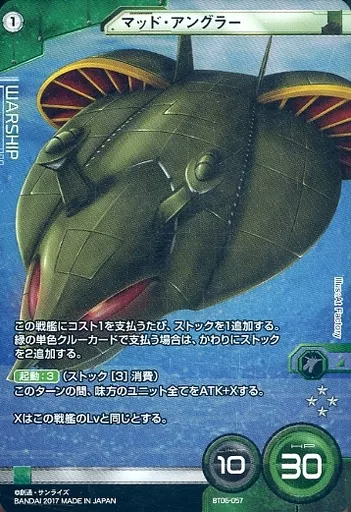 1
マッド・アングラー
WARSHIP
Illust:AI Factory
この戦艦にコスト1を支払うたび、ストックを1追加する。
緑の単色クルーカードで支払う場合は、かわりにストック
を2追加する。
起動:3 (ストック [3] 消費)
このターンの間、味方のユニット全てをATK+Xする。
Xはこの戦艦のLvと同じとする。
10
HP
30
©創通・サンライズ
BANDAI 2017 MADE IN JAPAN
BT06-057